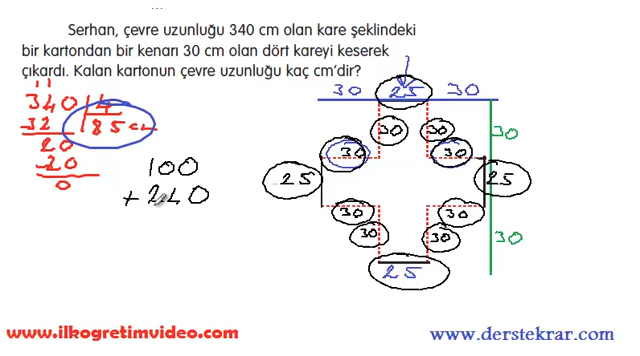 Serhan, çevre uzunluğu 340 cm olan kare şeklindeki
bir kartondan bir kenarı 30 cm olan dört kareyi keserek
çıkardı. Kalan kartonun çevre uzunluğu kaç cm'dir?
30 25 30
340 4
32 85 cm
20
- 20
0
100
+ 240
30 30
30
30 30
25 25
30 30
30 30
30
25
www.ilkogretimvideo.com
www.derstekrar.com